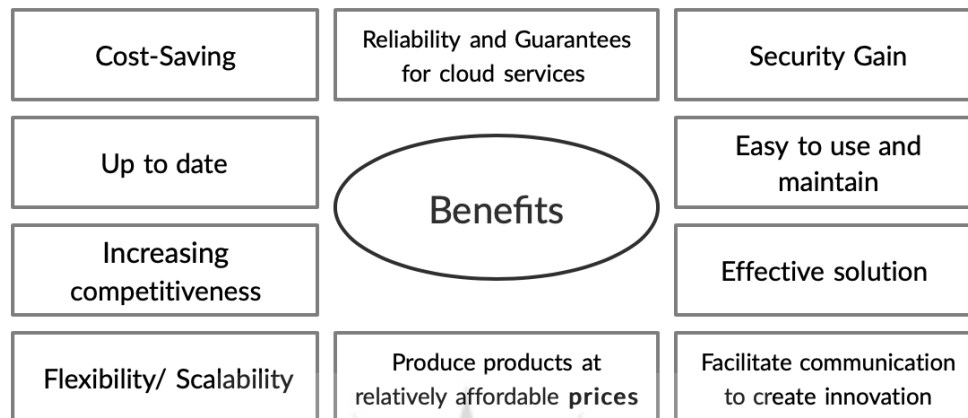 Cost-Saving
Reliability and Guarantees
for cloud services
Security Gain
Up to date
Benefits
Easy to use and
maintain
Increasing
competitiveness
Effective solution
Flexibility/ Scalability
Produce products at
relatively affordable prices
Facilitate communication
to create innovation